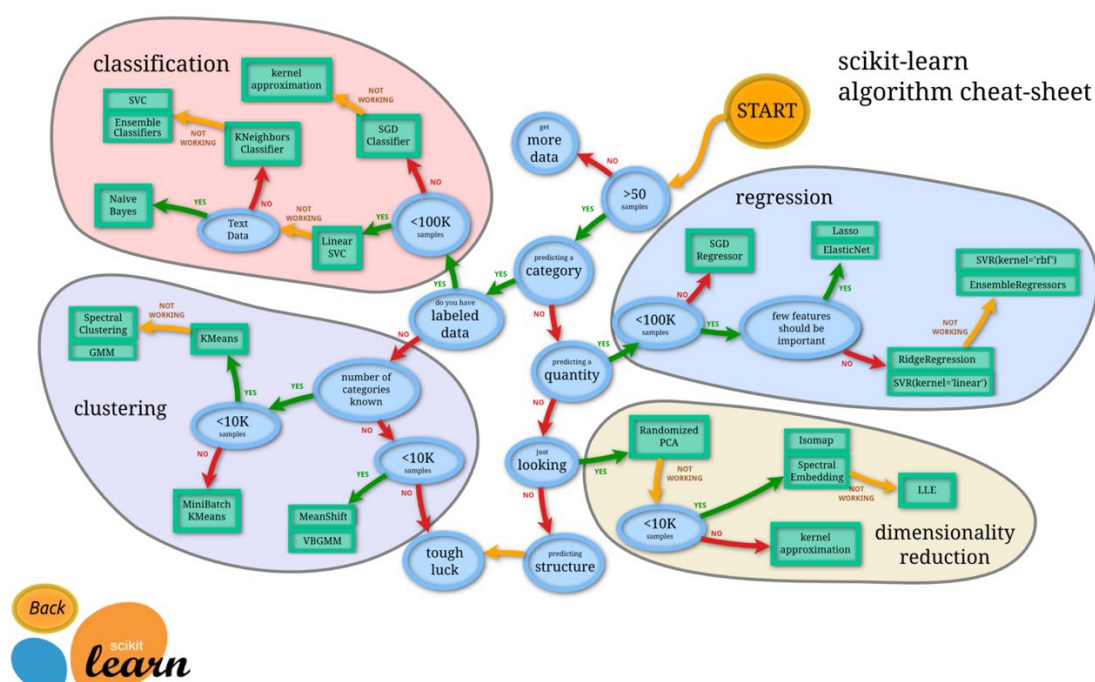 scikit-learn
algorithm cheat-sheet
START
classification
kernel
approximation
NOT
WORKING
SVC
Ensemble
Classifiers
NOT
WORKING
KNeighbors
Classifier
SGD
Classifier
NO
NO
Naive
Bayes
YES
Text
Data
NOT
WORKING
Linear
SVC
YES
<100K
samples
YES
get
more
data
NO
>50
samples
YES
predicting a
category
YES
do you have
labeled
data
NO
NO
predicting a
quantity
YES
NO
just
looking
YES
NO
predicting
structure
tough
luck
regression
SGD
Regressor
NO
<100K
samples
YES
Lasso
ElasticNet
YES
few features
should be
important
NO
SVR(kernel='rbf')
EnsembleRegressors
NOT
WORKING
RidgeRegression
SVR(kernel='linear')
clustering
Spectral
Clustering
GMM
NOT
WORKING
KMeans
YES
<10K
samples
YES
number of
categories
known
NO
NO
MiniBatch
KMeans
<10K
samples
YES
NO
MeanShift
VBGMM
Randomized
PCA
NOT
WORKING
<10K
samples
YES
NO
Isomap
Spectral
Embedding
NOT
WORKING
LLE
kernel
approximation
dimensionality
reduction
Back
scikit
learn